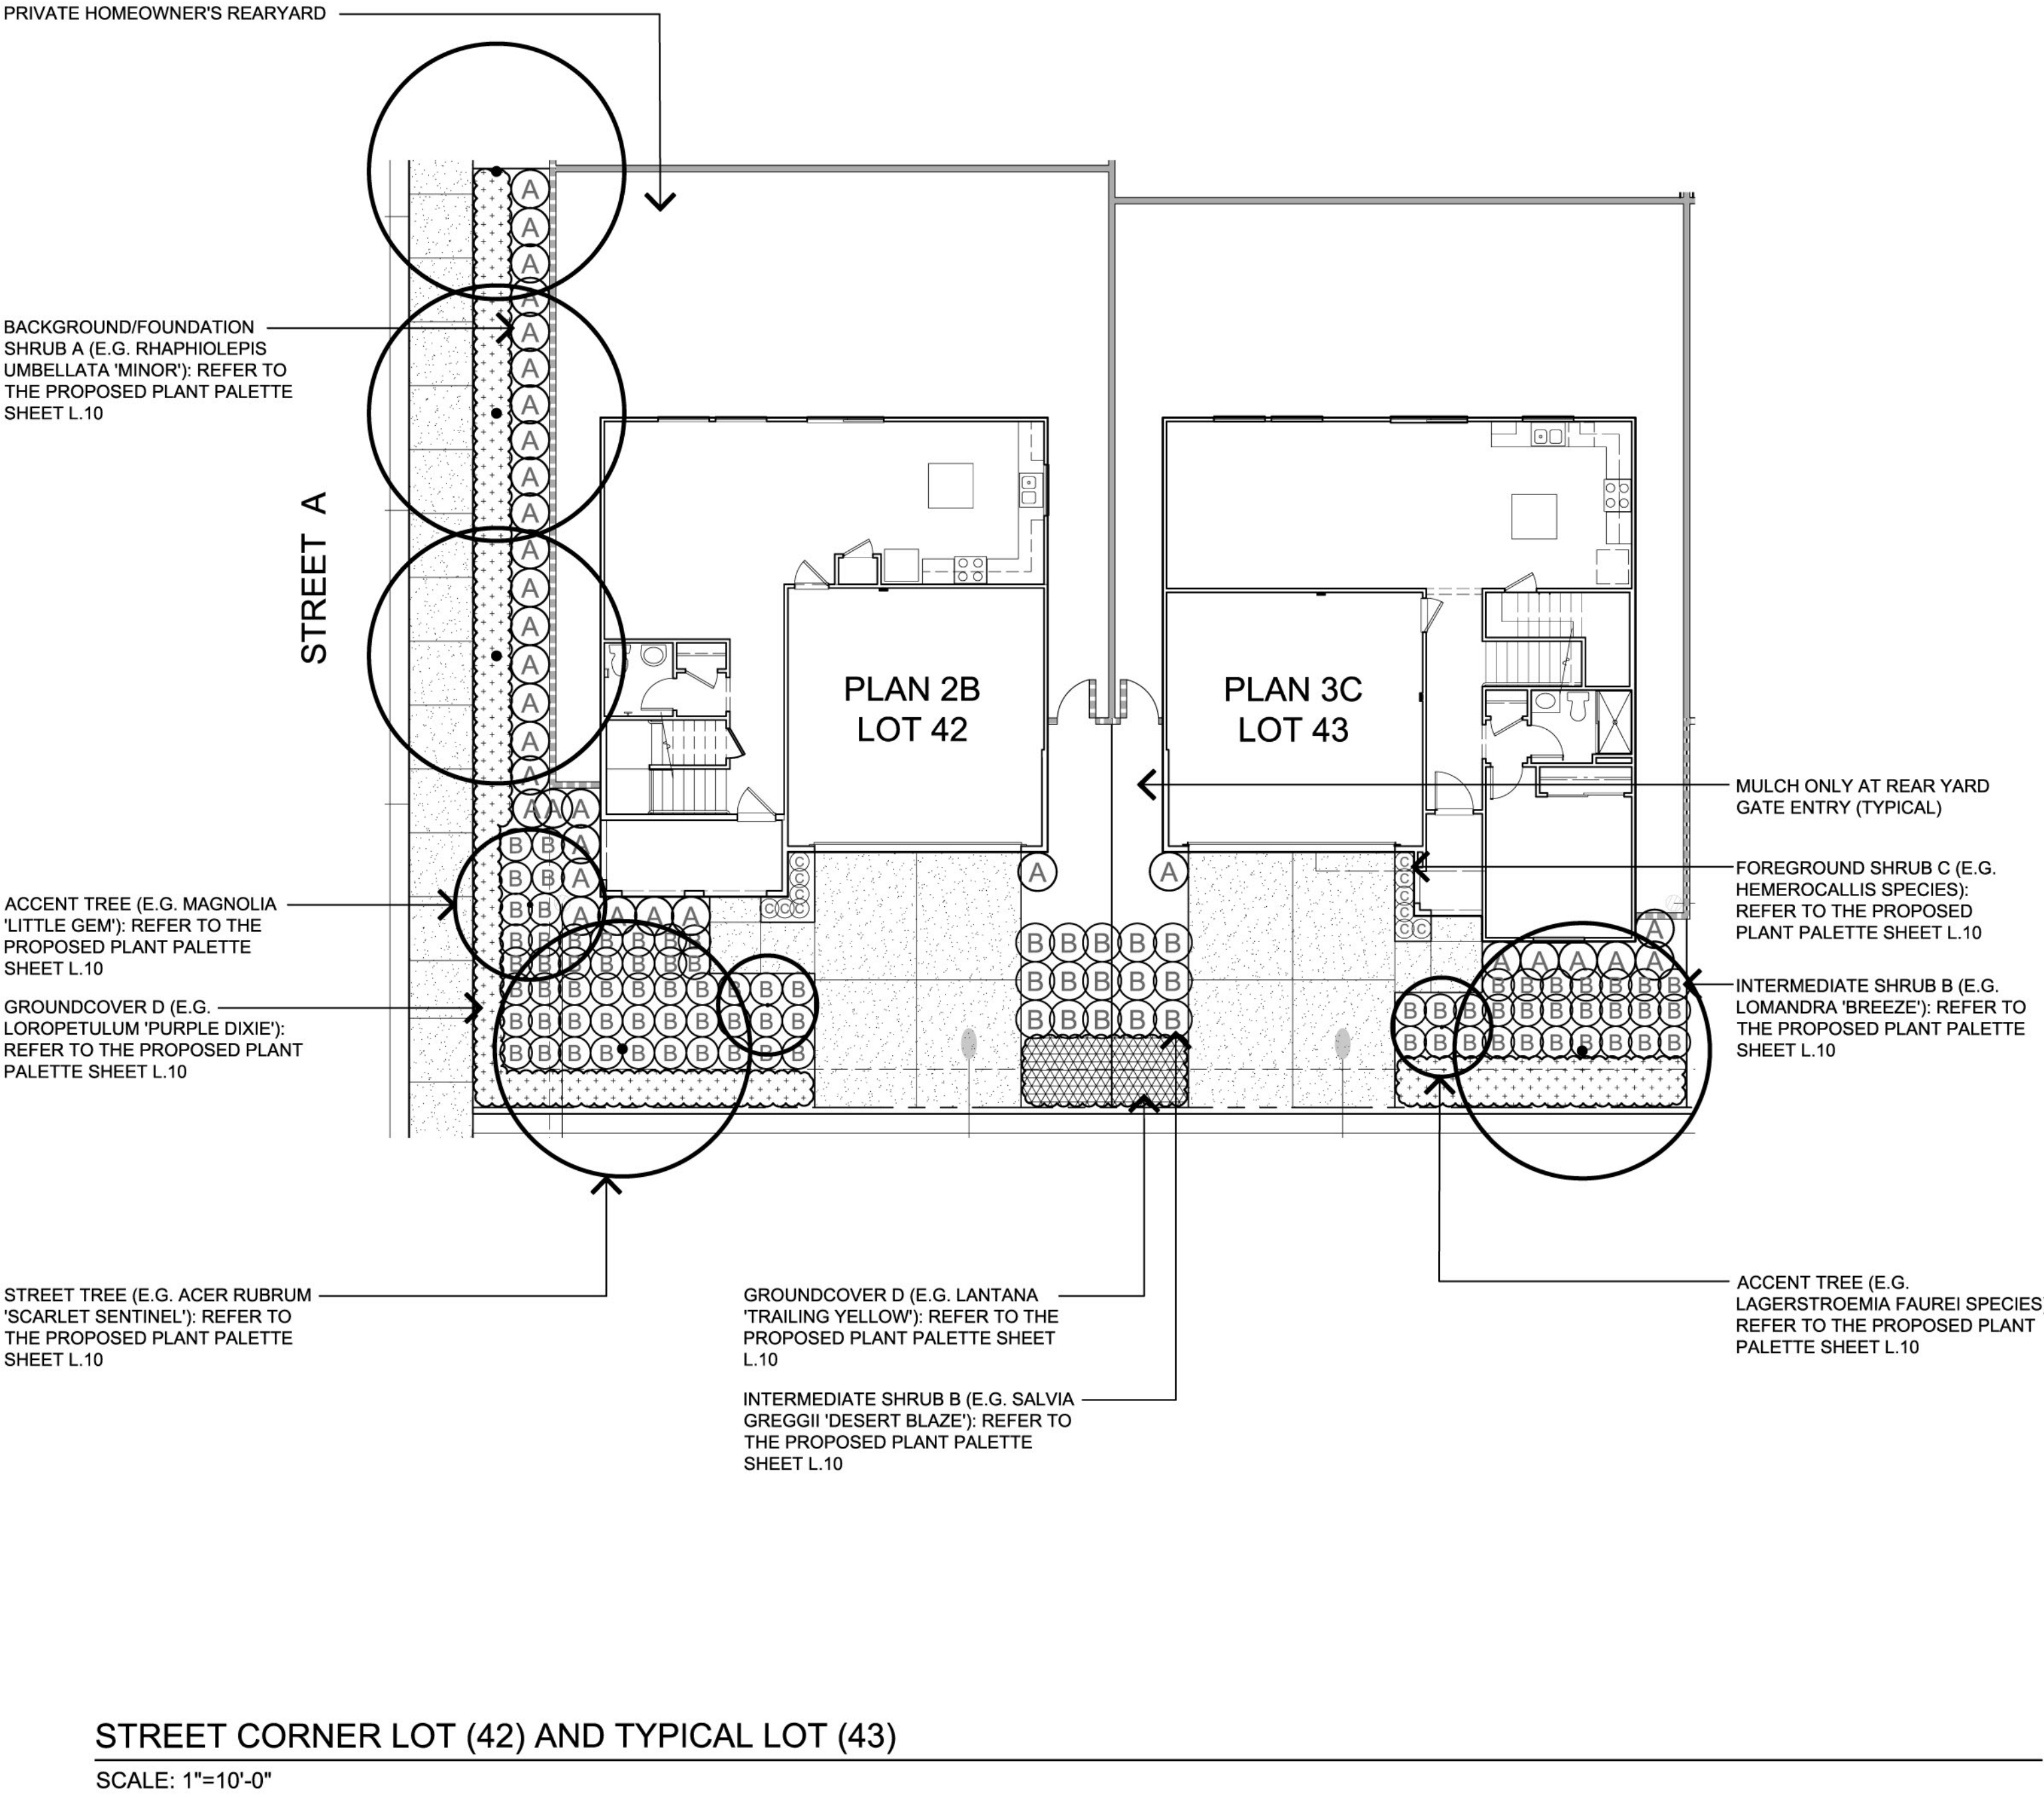 PRIVATE HOMEOWNER'S REARYARD
BACKGROUND/FOUNDATION
SHRUB A (E.G. RHAPHIOLEPIS
UMBELLATA 'MINOR'): REFER TO
THE PROPOSED PLANT PALETTE
SHEET L.10
STREET A
ACCENT TREE (E.G. MAGNOLIA
'LITTLE GEM'): REFER TO THE
PROPOSED PLANT PALETTE
SHEET L.10
GROUNDCOVER D (E.G.
LOROPETULUM 'PURPLE DIXIE'):
REFER TO THE PROPOSED PLANT
PALETTE SHEET L.10
STREET TREE (E.G. ACER RUBRUM
'SCARLET SENTINEL'): REFER TO
THE PROPOSED PLANT PALETTE
SHEET L.10
PLAN 2B
LOT 42
PLAN 3C
LOT 43
MULCH ONLY AT REAR YARD
GATE ENTRY (TYPICAL)
FOREGROUND SHRUB C (E.G.
HEMEROCALLIS SPECIES):
REFER TO THE PROPOSED
PLANT PALETTE SHEET L.10
INTERMEDIATE SHRUB B (E.G.
LOMANDRA 'BREEZE'): REFER TO
THE PROPOSED PLANT PALETTE
SHEET L.10
GROUNDCOVER D (E.G. LANTANA
'TRAILING YELLOW'): REFER TO THE
PROPOSED PLANT PALETTE SHEET
L.10
INTERMEDIATE SHRUB B (E.G. SALVIA
GREGGII 'DESERT BLAZE'): REFER TO
THE PROPOSED PLANT PALETTE
SHEET L.10
ACCENT TREE (E.G.
LAGERSTROEMIA FAUREI SPECIES
REFER TO THE PROPOSED PLANT
PALETTE SHEET L.10
STREET CORNER LOT (42) AND TYPICAL LOT (43)
SCALE: 1"=10'-0"